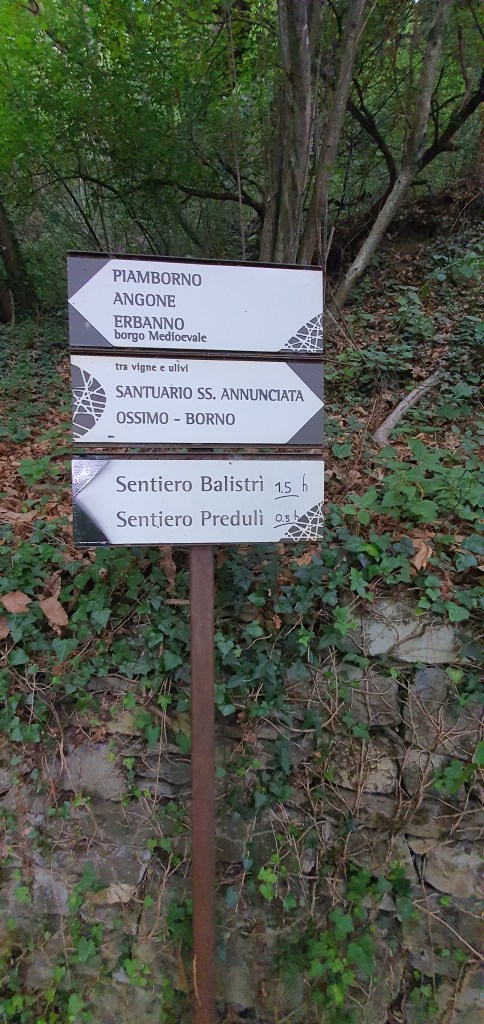 PIAMBORNO
ANGONE
ERBANNO
borgo Medioevale
tra vigne e ulivi
SANTUARIO SS. ANNUNCIATA
OSSIMO - BORNO
Sentiero Balistrì 1.5 h
Sentiero Predulì 0.5 h